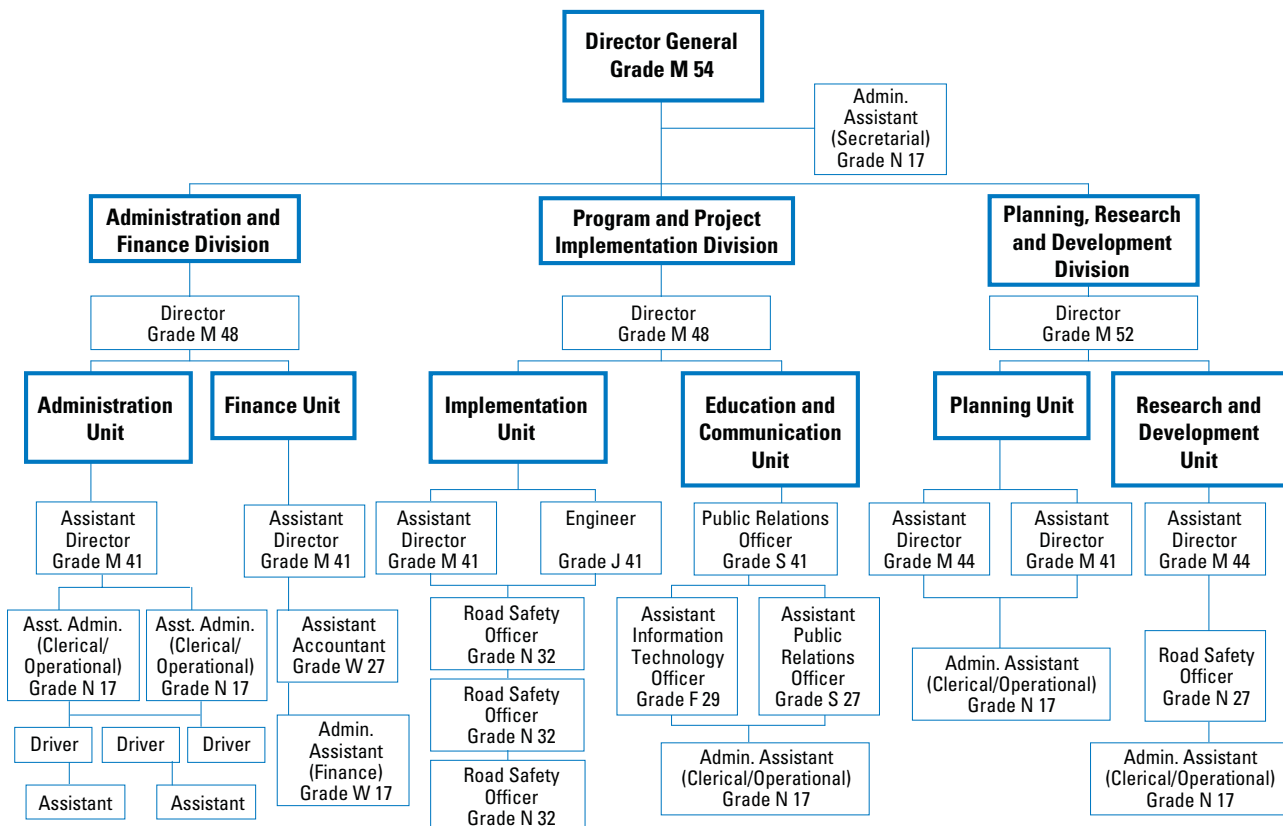 Director General
Grade M 54
Admin.
Assistant
(Secretarial)
Grade N 17
Administration and
Finance Division
Program and Project
Implementation Division
Planning, Research
and Development
Division
Director
Grade M 48
Director
Grade M 48
Director
Grade M 52
Administration
Unit
Finance Unit
Implementation
Unit
Education and
Communication
Unit
Planning Unit
Research and
Development
Unit
Assistant
Director
Grade M 41
Assistant
Director
Grade M 41
Assistant
Director
Grade M 41
Engineer
Grade J 41
Public Relations
Officer
Grade S 41
Assistant
Director
Grade M 44
Assistant
Director
Grade M 41
Assistant
Director
Grade M 44
Asst. Admin.
(Clerical/
Operational)
Grade N 17
Asst. Admin.
(Clerical/
Operational)
Grade N 17
Assistant
Accountant
Grade W 27
Road Safety
Officer
Grade N 32
Assistant
Information
Technology
Officer
Grade F 29
Assistant
Public
Relations
Officer
Grade S 27
Admin. Assistant
(Clerical/Operational)
Grade N 17
Road Safety
Officer
Grade N 27
Driver
Driver
Driver
Admin.
Assistant
(Finance)
Grade W 17
Road Safety
Officer
Grade N 32
Admin. Assistant
(Clerical/Operational)
Grade N 17
Admin. Assistant
(Clerical/Operational)
Grade N 17
Assistant
Assistant
Road Safety
Officer
Grade N 32